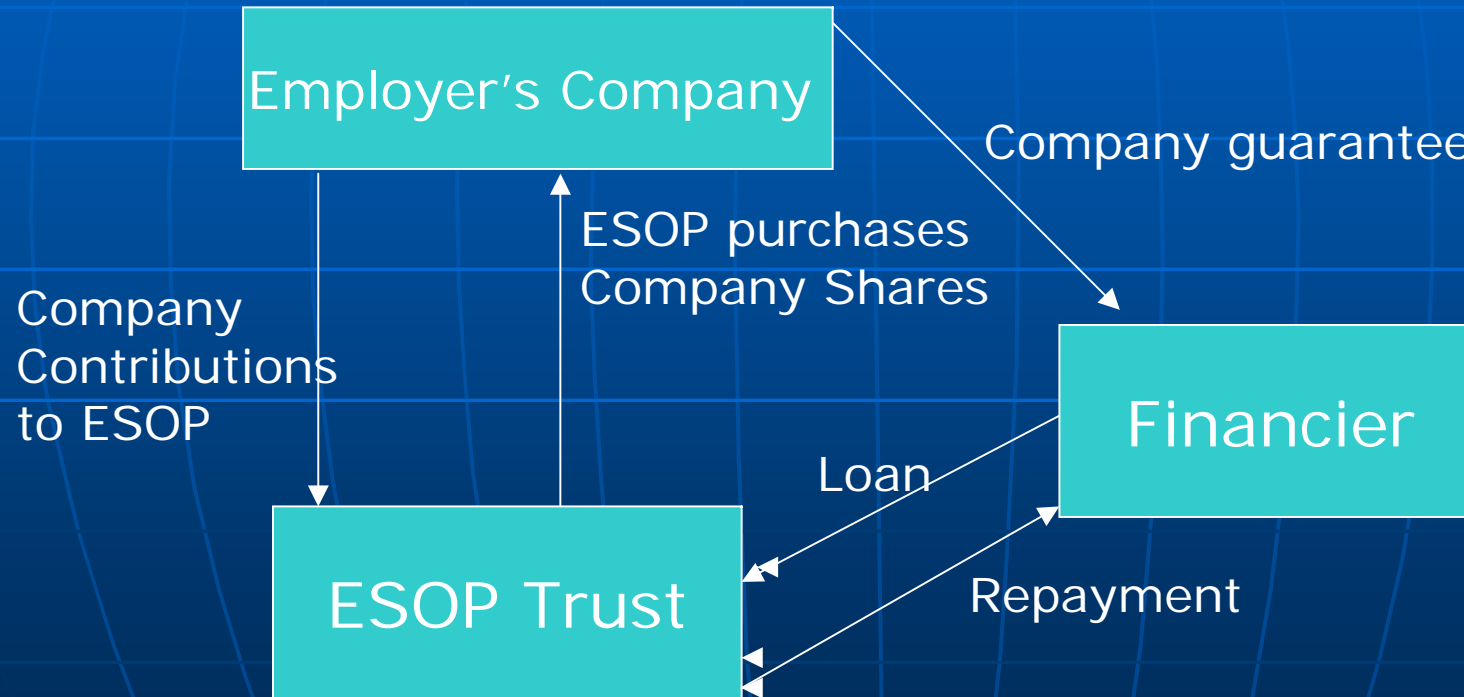 Employer's Company
Company guarantee
ESOP purchases
Company Shares
Company
Contributions
to ESOP
Financier
Loan
ESOP Trust
Repayment